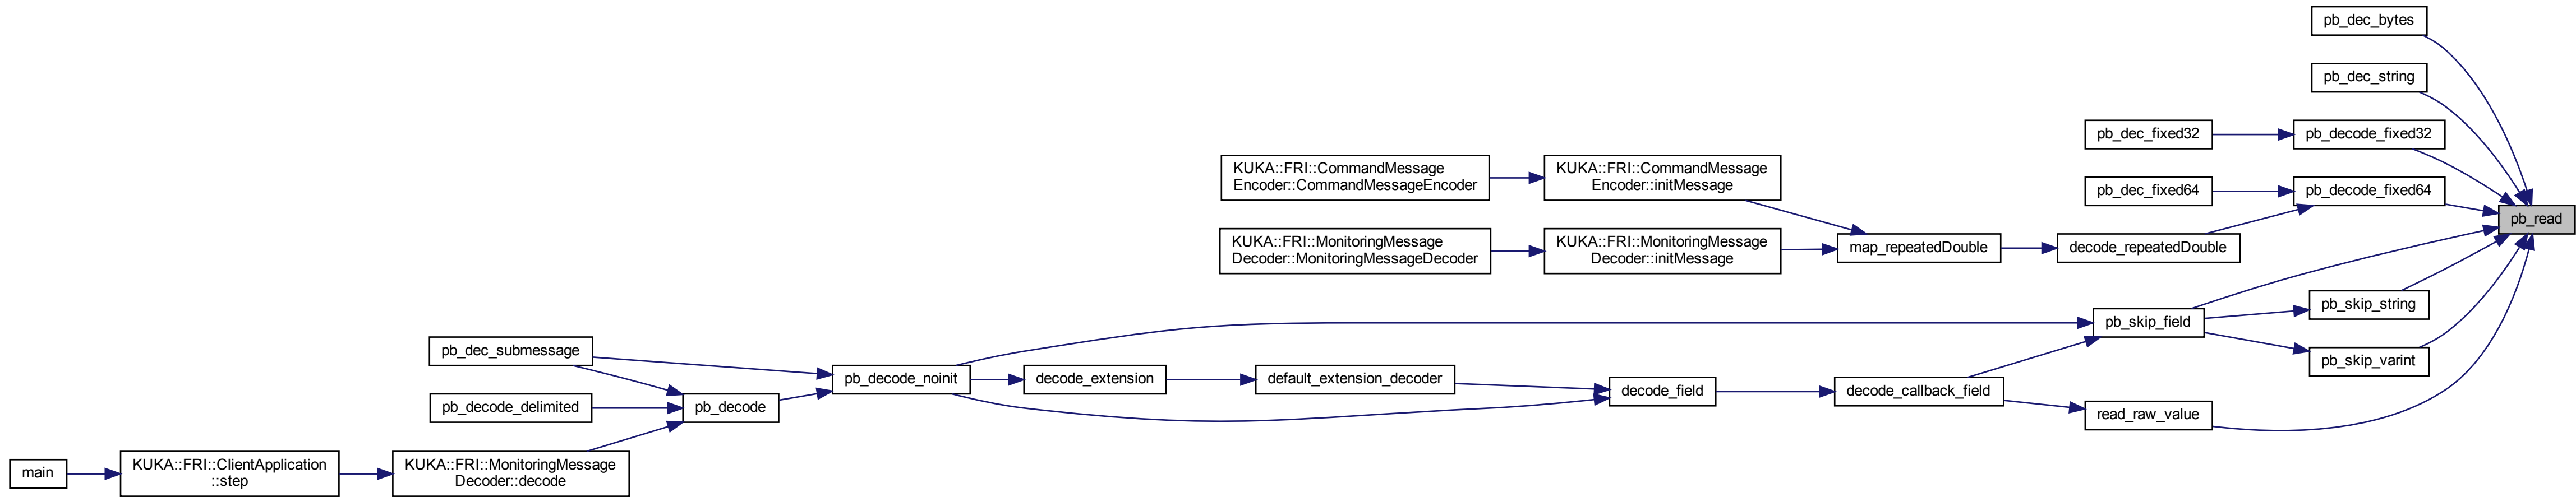 pb_dec_bytes
pb_dec_string
pb_dec_fixed32
pb_decode_fixed32
KUKA::FRI::CommandMessage
Encoder::CommandMessageEncoder
KUKA::FRI::CommandMessage
Encoder::initMessage
pb_dec_fixed64
pb_decode_fixed64
pb_read
KUKA::FRI::MonitoringMessage
Decoder::MonitoringMessageDecoder
KUKA::FRI::MonitoringMessage
Decoder::initMessage
map_repeatedDouble
decode_repeatedDouble
pb_skip_string
pb_skip_field
pb_dec_submessage
pb_skip_varint
pb_decode_noinit
decode_extension
default_extension_decoder
decode_field
decode_callback_field
pb_decode_delimited
pb_decode
read_raw_value
main
KUKA::FRI::ClientApplication
::step
KUKA::FRI::MonitoringMessage
Decoder::decode